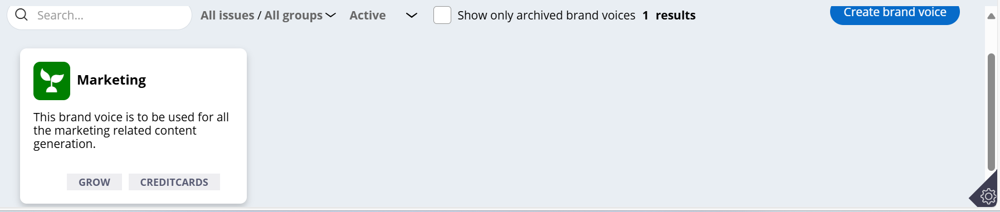 Search... All issues / All groups Active Show only archived brand voices 1 results Create brand voice
Marketing
This brand voice is to be used for all
the marketing related content
generation.
GROW CREDITCARDS